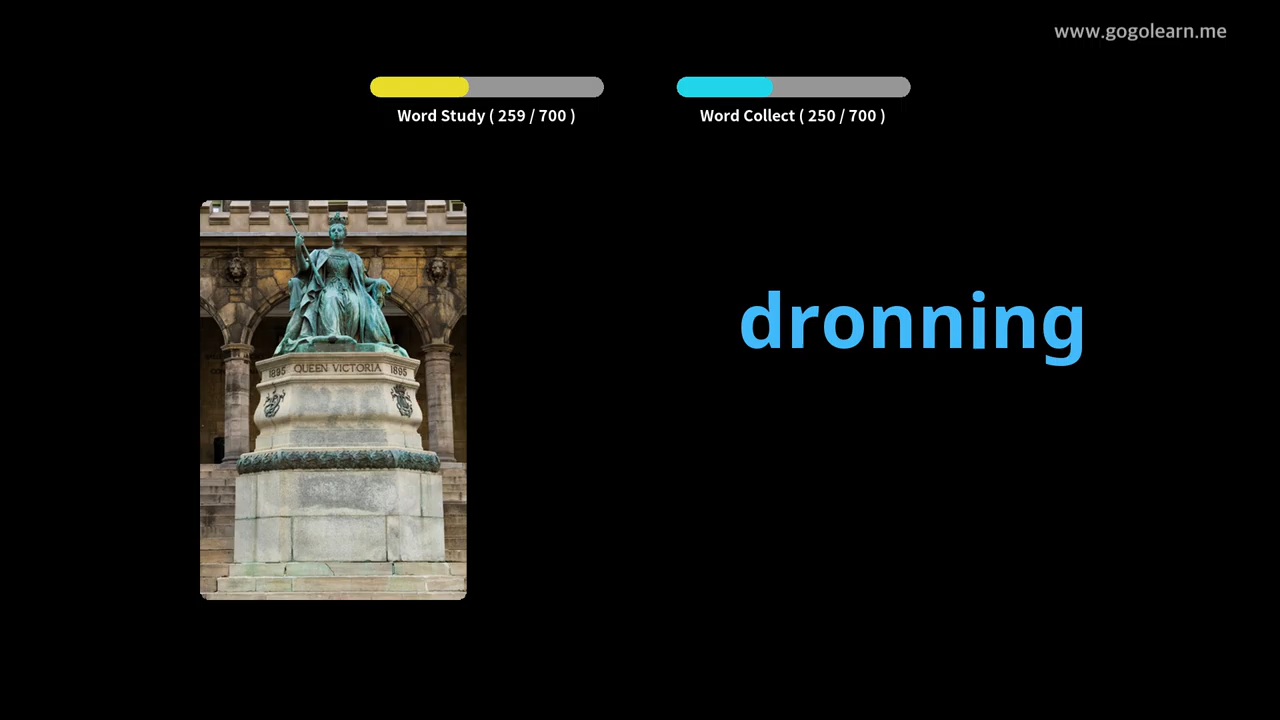 www.gogolearn.me
Word Study ( 259 / 700 )
Word Collect ( 250 / 700 )
dronning
1895 QUEEN VICTORIA 1895